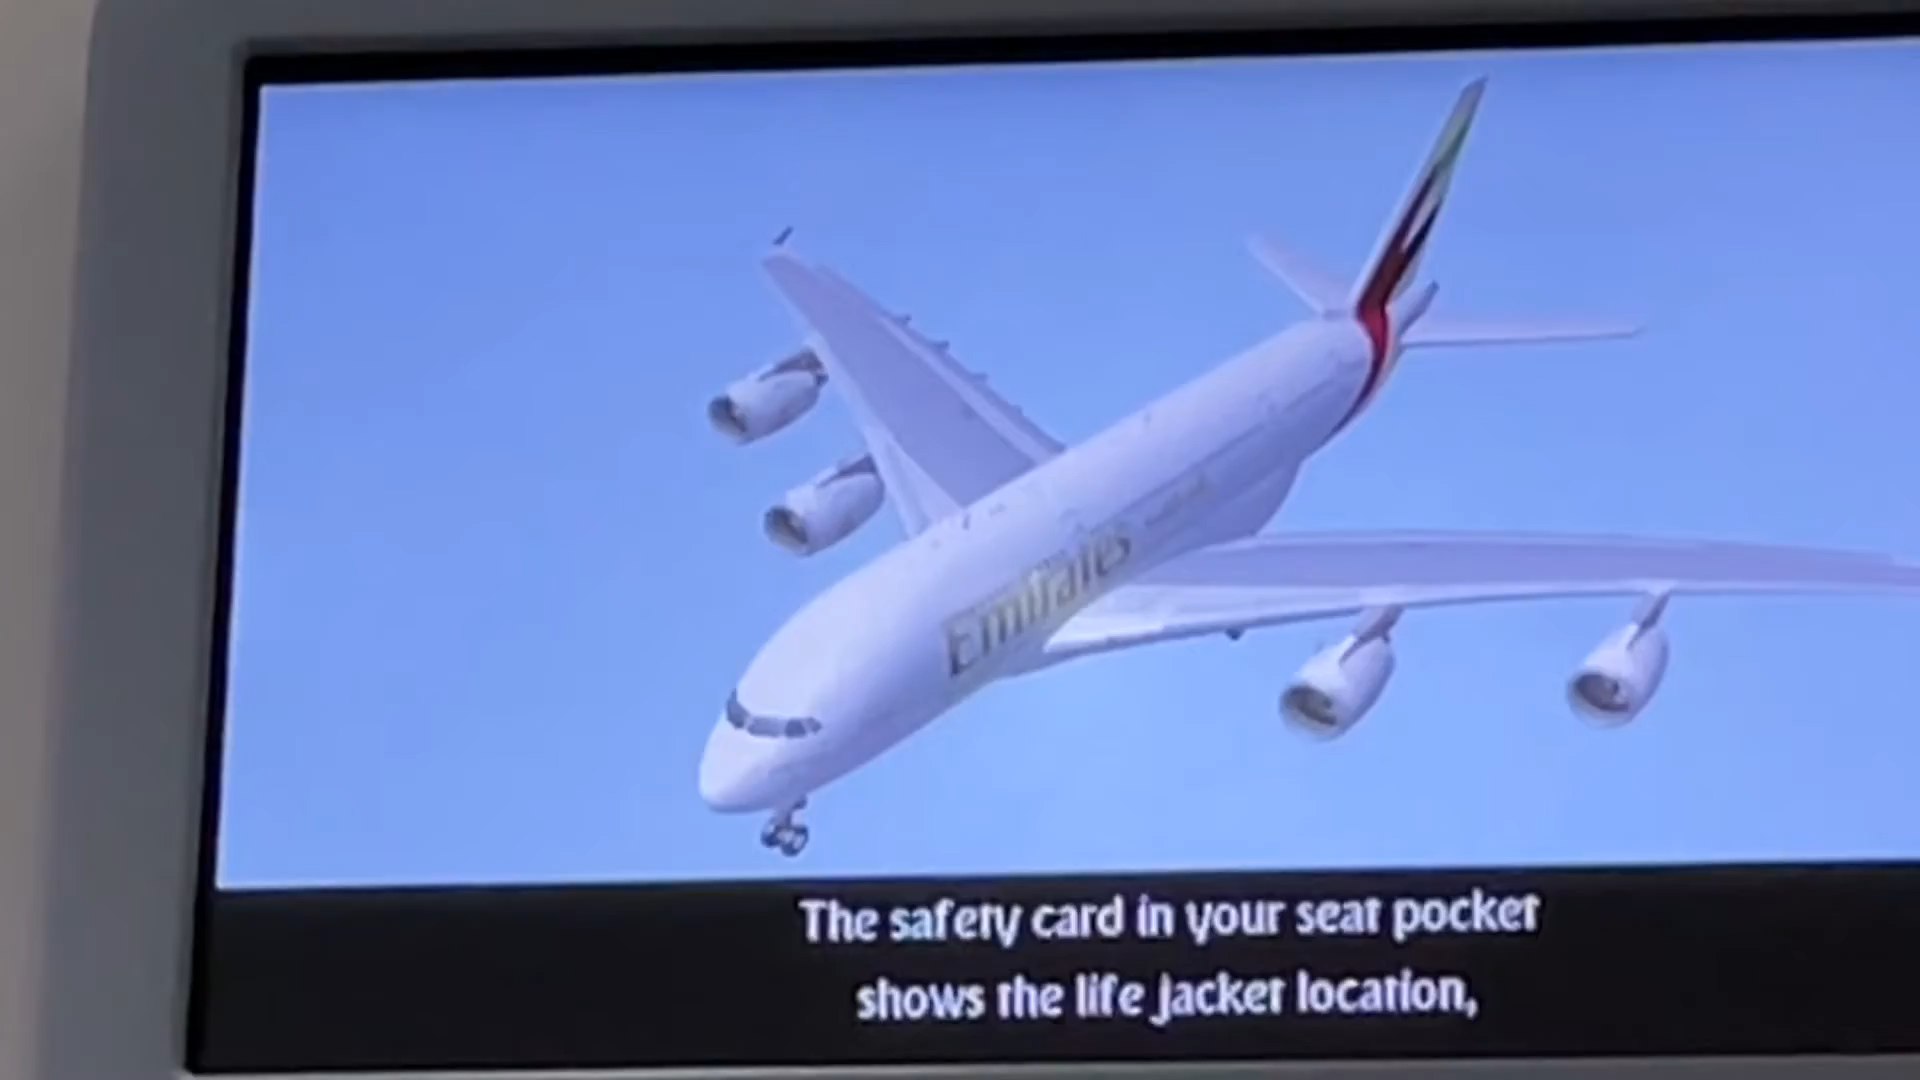 Emirates
The safety card in your seat pocket
shows the life jacket location,